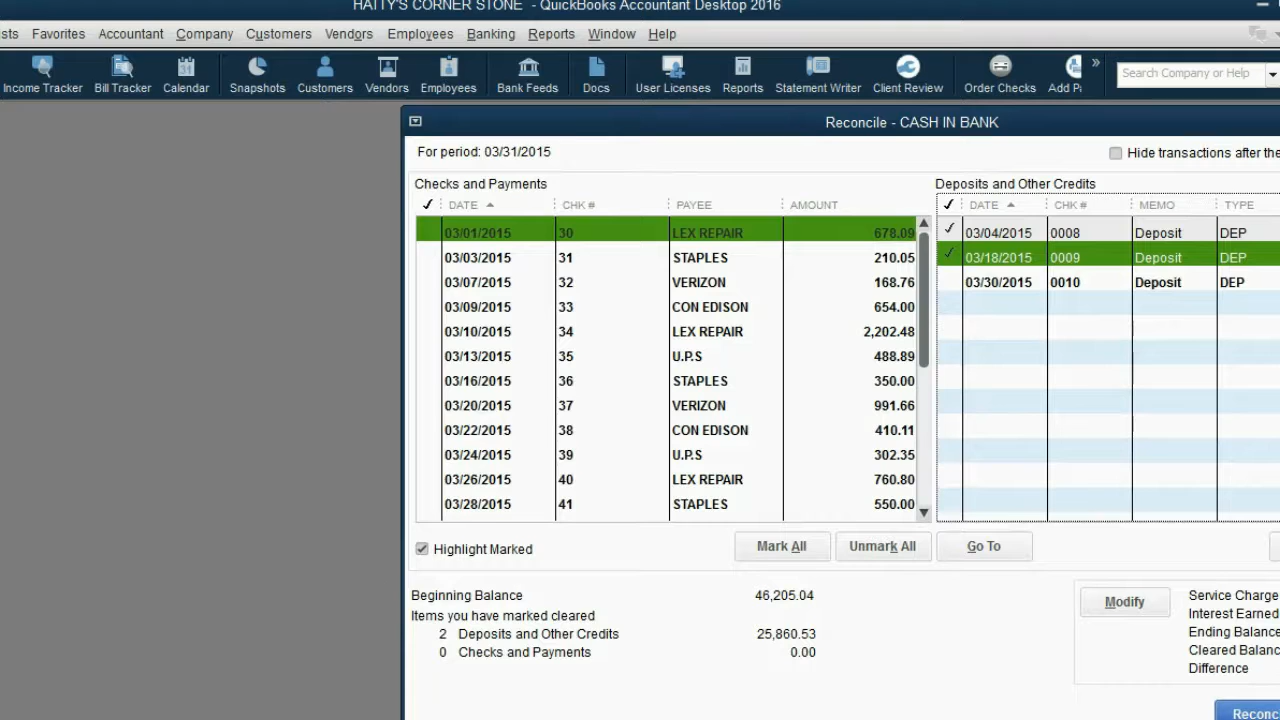 HATTY'S CORNER STONE - QuickBooks Accountant Desktop 2016
sts Favorites Accountant Company Customers Vendors Employees Banking Reports Window Help
Income Tracker Bill Tracker Calendar Snapshots Customers Vendors Employees Bank Feeds Docs User Licenses Reports Statement Writer Client Review Order Checks Add Pa » Search Company or Help
Reconcile - CASH IN BANK
For period: 03/31/2015
Hide transactions after the
Checks and Payments
✓ DATE CHK # PAYEE AMOUNT
03/01/2015 30 LEX REPAIR 678.09
03/03/2015 31 STAPLES 210.05
03/07/2015 32 VERIZON 168.76
03/09/2015 33 CON EDISON 654.00
03/10/2015 34 LEX REPAIR 2,202.48
03/13/2015 35 U.P.S 488.89
03/16/2015 36 STAPLES 350.00
03/20/2015 37 VERIZON 991.66
03/22/2015 38 CON EDISON 410.11
03/24/2015 39 U.P.S 302.35
03/26/2015 40 LEX REPAIR 760.80
03/28/2015 41 STAPLES 550.00
Deposits and Other Credits
✓ DATE CHK # MEMO TYPE
✓ 03/04/2015 0008 Deposit DEP
✓ 03/18/2015 0009 Deposit DEP
03/30/2015 0010 Deposit DEP
Highlight Marked
Mark All Unmark All Go To
Beginning Balance 46,205.04
Items you have marked cleared
2 Deposits and Other Credits 25,860.53
0 Checks and Payments 0.00
Modify
Service Charge
Interest Earned
Ending Balance
Cleared Balanc
Difference
Reconc